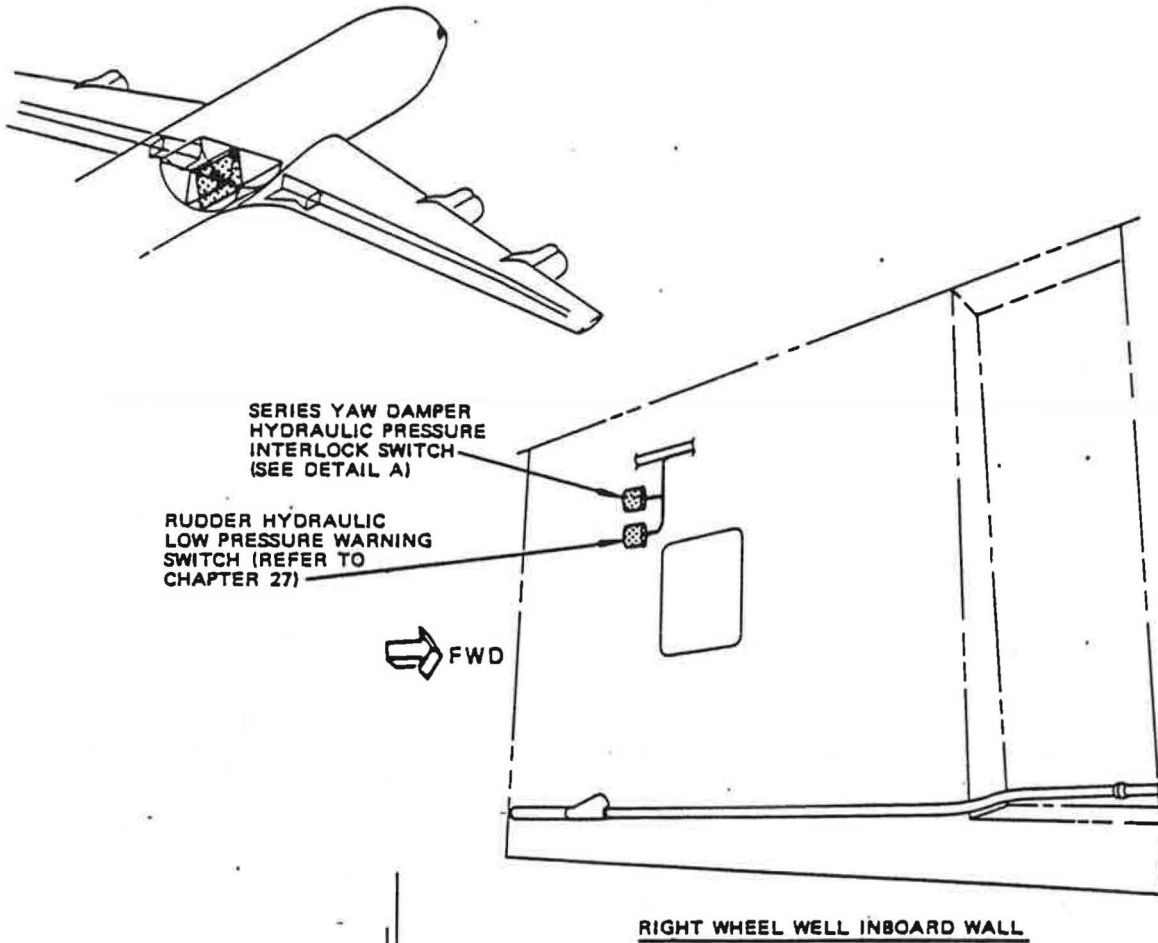 SERIES YAW DAMPER
HYDRAULIC PRESSURE
INTERLOCK SWITCH
(SEE DETAIL A)
RUDDER HYDRAULIC
LOW PRESSURE WARNING
SWITCH (REFER TO
CHAPTER 27)
FWD
RIGHT WHEEL WELL INBOARD WALL